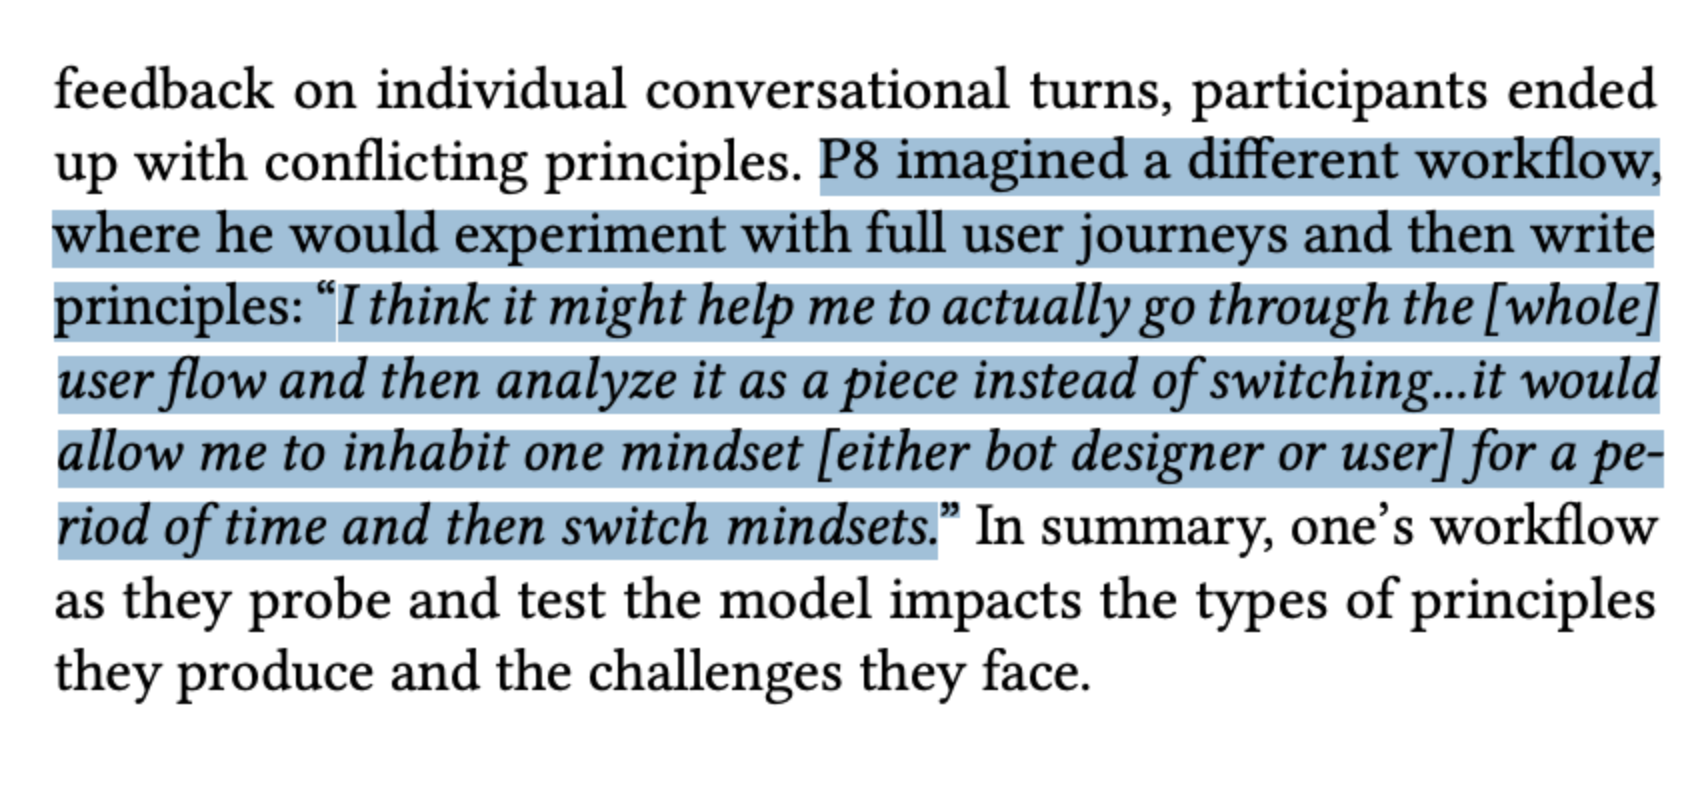 feedback on individual conversational turns, participants ended
up with conflicting principles. P8 imagined a different workflow,
where he would experiment with full user journeys and then write
principles: “I think it might help me to actually go through the [whole]
user flow and then analyze it as a piece instead of switching...it would
allow me to inhabit one mindset [either bot designer or user] for a pe-
riod of time and then switch mindsets.” In summary, one’s workflow
as they probe and test the model impacts the types of principles
they produce and the challenges they face.